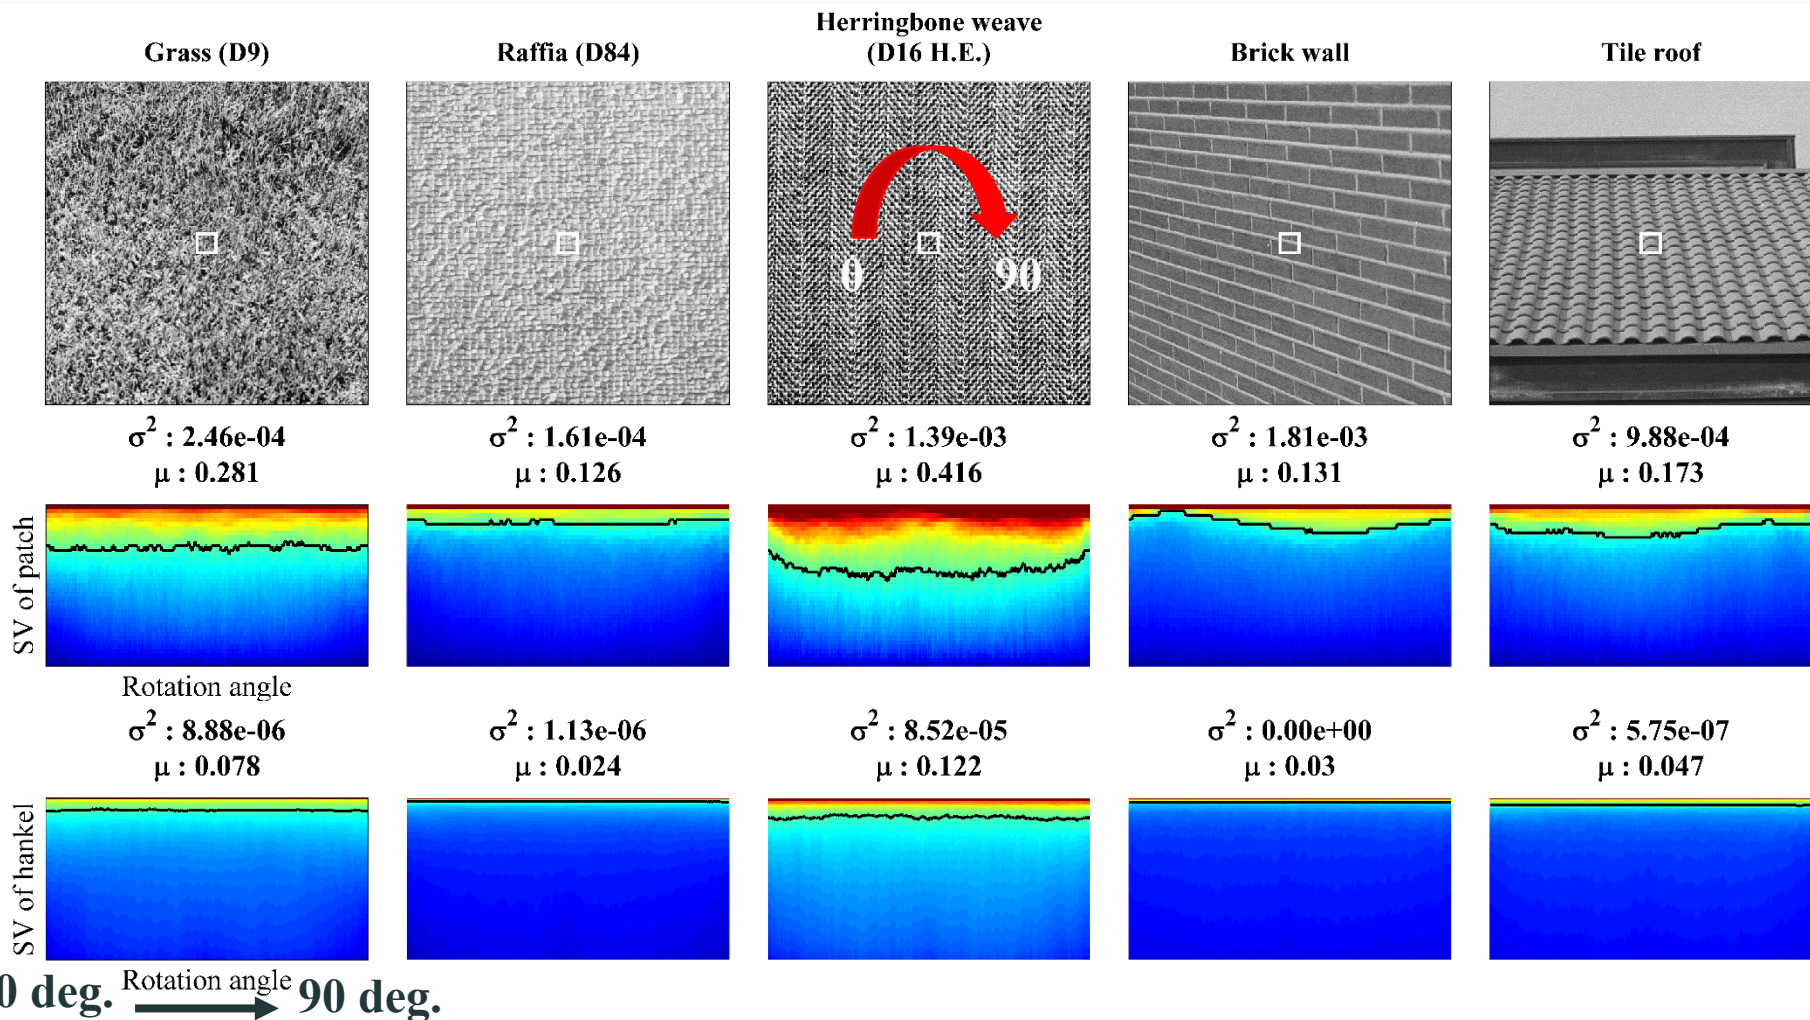 Grass (D9)
Raffia (D84)
Herringbone weave
(D16 H.E.)
Brick wall
Tile roof
0
90
σ² : 2.46e-04
μ : 0.281
σ² : 1.61e-04
μ : 0.126
σ² : 1.39e-03
μ : 0.416
σ² : 1.81e-03
μ : 0.131
σ² : 9.88e-04
μ : 0.173
SV of patch
Rotation angle
σ² : 8.88e-06
μ : 0.078
σ² : 1.13e-06
μ : 0.024
σ² : 8.52e-05
μ : 0.122
σ² : 0.00e+00
μ : 0.03
σ² : 5.75e-07
μ : 0.047
SV of hankel
Rotation angle
0 deg.
90 deg.